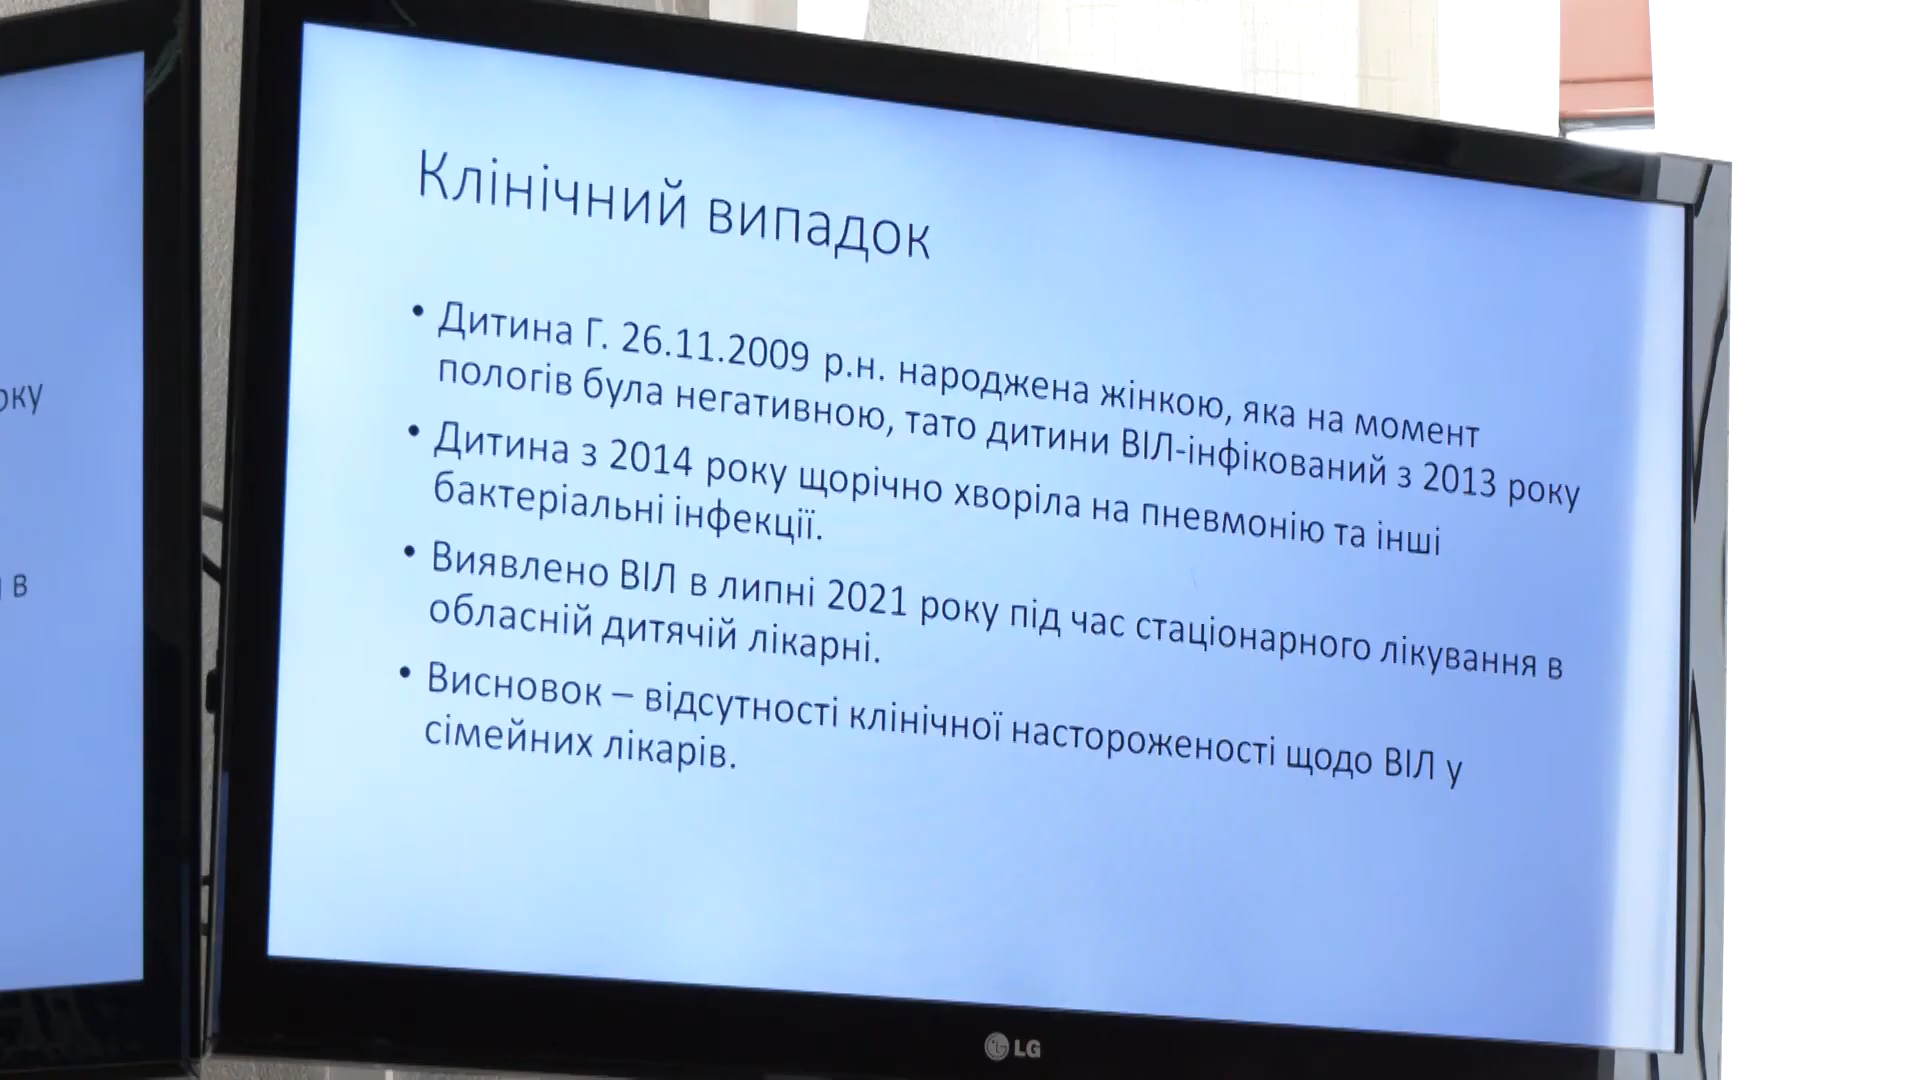 Клінічний випадок
• Дитина Г. 26.11.2009 р.н. народжена жінкою, яка на момент
пологів була негативною, тато дитини ВІЛ-інфікований з 2013 року
• Дитина з 2014 року щорічно хворіла на пневмонію та інші
бактеріальні інфекції.
• Виявлено ВІЛ в липні 2021 року під час стаціонарного лікування в
обласній дитячій лікарні.
• Висновок – відсутності клінічної настороженості щодо ВІЛ у
сімейних лікарів.
LG
в